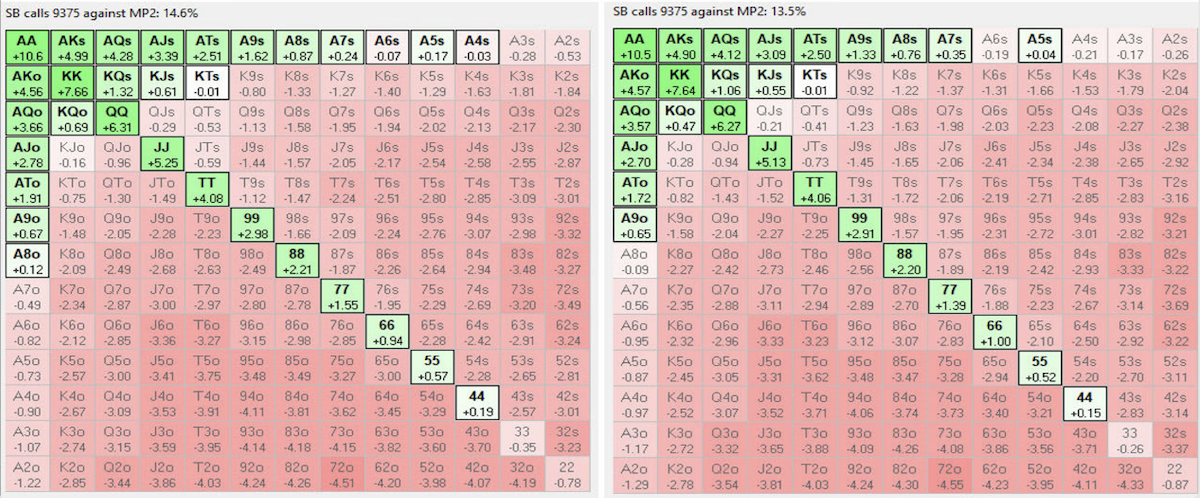 SB calls 9375 against MP2: 14.6%
AA AKs AQs AJs ATs A9s A8s A7s A6s A5s A4s A3s A2s
+10.6 +4.99 +4.28 +3.39 +2.51 +1.62 +0.87 +0.24 -0.07 +0.17 -0.03 -0.28 -0.53
AKo KK KQs KJs KTs K9s K8s K7s K6s K5s K4s K3s K2s
+4.56 +7.66 +1.32 +0.61 -0.01 -0.80 -1.33 -1.27 -1.40 -1.29 -1.63 -1.81 -1.84
AQo KQo QQ QJs QTs Q9s Q8s Q7s Q6s Q5s Q4s Q3s Q2s
+3.66 +0.69 +6.31 -0.29 -0.53 -1.13 -1.58 -1.95 -1.94 -2.02 -2.13 -2.17 -2.30
AJo KJo QJo JJ JTs J9s J8s J7s J6s J5s J4s J3s J2s
+2.78 -0.16 -0.96 +5.25 -0.59 -1.44 -1.57 -2.05 -2.17 -2.54 -2.58 -2.55 -2.87
ATo KTo QTo JTo TT T9s T8s T7s T6s T5s T4s T3s T2s
+1.91 -0.75 -1.30 -1.49 +4.08 -1.12 -1.47 -2.24 -2.51 -2.80 -2.85 -3.09 -3.01
A9o K9o Q9o J9o T9o 99 98s 97s 96s 95s 94s 93s 92s
+0.67 -1.48 -2.05 -2.28 -2.23 +2.98 -1.66 -2.09 -2.24 -2.76 -3.07 -2.98 -3.32
A8o K8o Q8o J8o T8o 98o 88 87s 86s 85s 84s 83s 82s
+0.12 -2.09 -2.49 -2.68 -2.63 -2.49 +2.21 -1.87 -2.26 -2.64 -2.94 -3.48 -3.27
A7o K7o Q7o J7o T7o 97o 87o 77 76s 75s 74s 73s 72s
-0.49 -2.34 -2.87 -3.00 -2.97 -2.80 -2.78 +1.55 -1.95 -2.29 -2.69 -3.20 -3.49
A6o K6o Q6o J6o T6o 96o 86o 76o 66 65s 64s 63s 62s
-0.82 -2.12 -2.85 -3.36 -3.27 -3.15 -2.98 -2.85 +0.94 -2.28 -2.42 -2.91 -3.24
A5o K5o Q5o J5o T5o 95o 85o 75o 65o 55 54s 53s 52s
-0.73 -2.57 -3.00 -3.41 -3.75 -3.48 -3.49 -3.27 -3.00 +0.57 -2.28 -2.65 -2.81
A4o K4o Q4o J4o T4o 94o 84o 74o 64o 54o 44 43s 42s
-0.90 -2.67 -3.09 -3.53 -3.91 -4.11 -3.81 -3.62 -3.45 -3.29 +0.19 -2.57 -3.01
A3o K3o Q3o J3o T3o 93o 83o 73o 63o 53o 43o 33 32s
-1.07 -2.74 -3.15 -3.59 -3.95 -4.14 -4.18 -4.15 -3.82 -3.60 -3.70 -0.35 -3.23
A2o K2o Q2o J2o T2o 92o 82o 72o 62o 52o 42o 32o 22
-1.22 -2.85 -3.44 -3.86 -4.03 -4.24 -4.26 -4.51 -4.20 -3.98 -4.07 -4.19 -0.78
SB calls 9375 against MP2: 13.5%
AA AKs AQs AJs ATs A9s A8s A7s A6s A5s A4s A3s A2s
+10.5 +4.90 +4.12 +3.09 +2.50 +1.33 +0.76 +0.35 -0.19 +0.04 -0.21 -0.17 -0.26
AKo KK KQs KJs KTs K9s K8s K7s K6s K5s K4s K3s K2s
+4.57 +7.64 +1.06 +0.55 -0.01 -0.92 -1.22 -1.37 -1.31 -1.66 -1.53 -1.79 -2.04
AQo KQo QQ QJs QTs Q9s Q8s Q7s Q6s Q5s Q4s Q3s Q2s
+3.57 +0.47 +6.27 -0.21 -0.41 -1.23 -1.63 -1.98 -2.03 -2.23 -2.08 -2.27 -2.38
AJo KJo QJo JJ JTs J9s J8s J7s J6s J5s J4s J3s J2s
+2.70 -0.28 -0.94 +5.13 -0.73 -1.45 -1.65 -2.06 -2.41 -2.34 -2.38 -2.65 -2.92
ATo KTo QTo JTo TT T9s T8s T7s T6s T5s T4s T3s T2s
+1.72 -0.82 -1.43 -1.52 +4.06 -1.31 -1.72 -2.06 -2.19 -2.71 -2.85 -2.83 -3.16
A9o K9o Q9o J9o T9o 99 98s 97s 96s 95s 94s 93s 92s
+0.65 -1.58 -2.04 -2.27 -2.25 +2.91 -1.57 -1.95 -2.31 -2.72 -3.01 -2.82 -3.21
A8o K8o Q8o J8o T8o 98o 88 87s 86s 85s 84s 83s 82s
-0.09 -2.27 -2.42 -2.73 -2.46 -2.56 +2.20 -1.89 -2.19 -2.42 -2.93 -3.33 -3.22
A7o K7o Q7o J7o T7o 97o 87o 77 76s 75s 74s 73s 72s
-0.56 -2.35 -2.88 -3.11 -2.94 -2.89 -2.70 +1.39 -1.88 -2.23 -2.67 -3.14 -3.69
A6o K6o Q6o J6o T6o 96o 86o 76o 66 65s 64s 63s 62s
-0.95 -2.32 -2.96 -3.33 -3.23 -3.12 -3.07 -2.83 +1.00 -2.10 -2.50 -2.92 -3.22
A5o K5o Q5o J5o T5o 95o 85o 75o 65o 55 54s 53s 52s
-0.87 -2.45 -3.05 -3.31 -3.62 -3.48 -3.47 -3.28 -2.94 +0.52 -2.20 -2.70 -3.11
A4o K4o Q4o J4o T4o 94o 84o 74o 64o 54o 44 43s 42s
-0.97 -2.52 -3.07 -3.52 -3.71 -4.06 -3.74 -3.73 -3.40 -3.21 +0.15 -2.83 -3.14
A3o K3o Q3o J3o T3o 93o 83o 73o 63o 53o 43o 33 32s
-1.17 -2.72 -3.32 -3.65 -3.88 -4.09 -4.26 -4.08 -3.86 -3.56 -3.71 -0.26 -3.37
A2o K2o Q2o J2o T2o 92o 82o 72o 62o 52o 42o 32o 22
-1.29 -2.78 -3.54 -3.81 -4.03 -4.24 -4.30 -4.55 -4.23 -3.95 -4.11 -4.33 -0.87